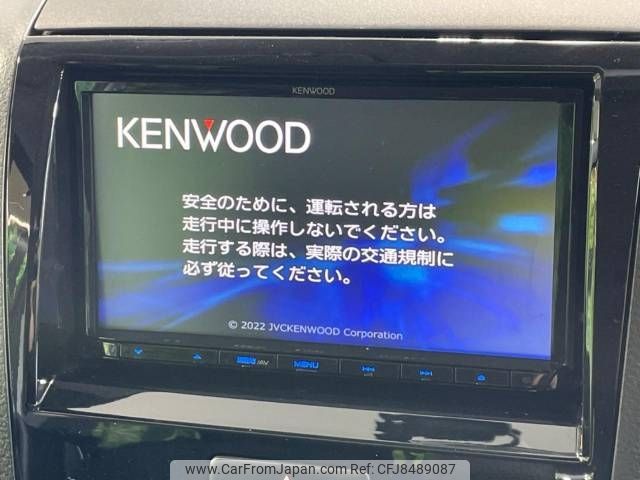 KENWOOD
KENWOOD
安全のために、運転される方は
走行中に操作しないでください。
走行する際は、実際の交通規制に
必ず従ってください。
© 2022 JVCKENWOOD Corporation
MENU
www.CarFromJapan.com ID: CFJ8489087